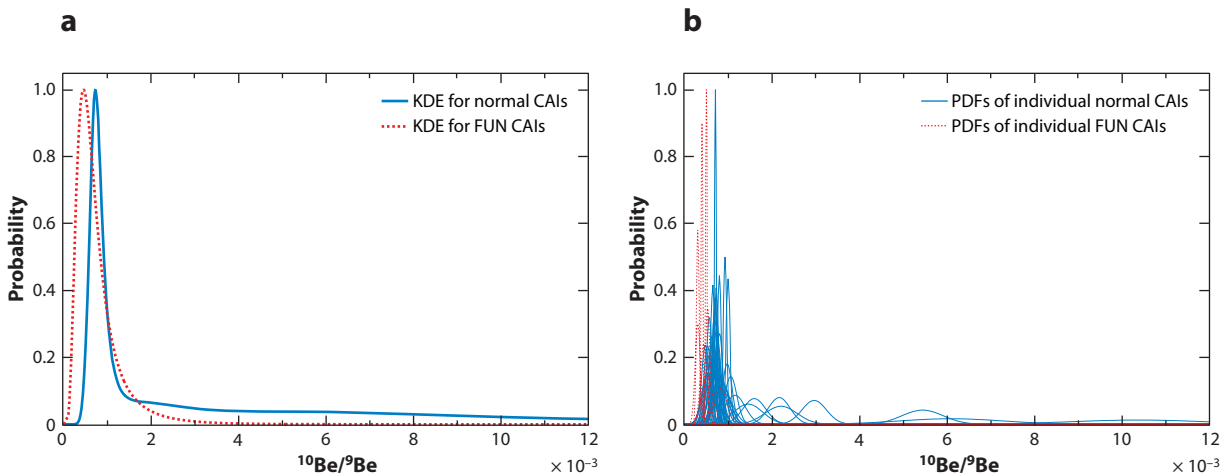 a
b
KDE for normal CAIs
KDE for FUN CAIs
Probability
1.0
0.8
0.6
0.4
0.2
0
0
2
4
6
8
10
12
¹⁰Be/⁹Be
× 10⁻³
PDFs of individual normal CAIs
PDFs of individual FUN CAIs
Probability
1.0
0.8
0.6
0.4
0.2
0
0
2
4
6
8
10
12
¹⁰Be/⁹Be
× 10⁻³